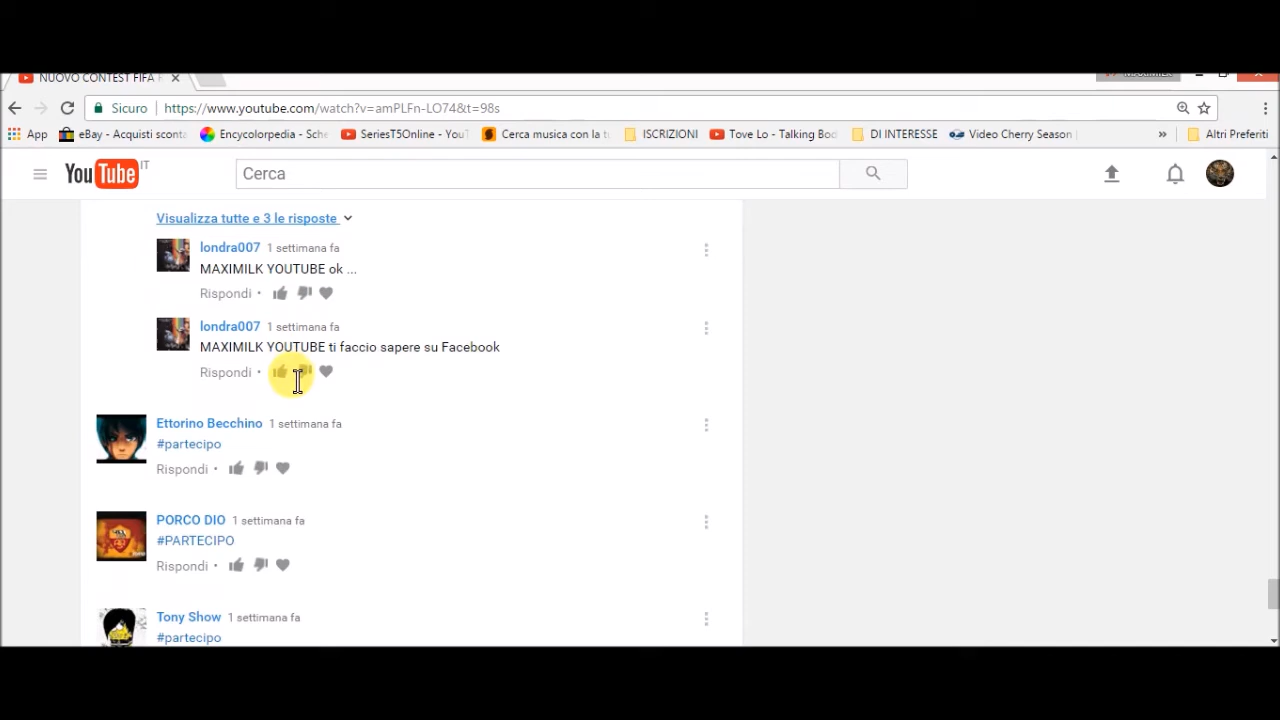 NUOVO CONTEST FIFA
Sicuro https://www.youtube.com/watch?v=amPLFn-LO74&t=98s
App eBay - Acquisti sconta Encycolorpedia - Sche SeriesT5Online - You Cerca musica con la tu ISCRIZIONI Tove Lo - Talking Bod DI INTERESSE Video Cherry Season » Altri Preferiti
YouTube IT Cerca
Visualizza tutte e 3 le risposte
londra007 1 settimana fa
MAXIMILK YOUTUBE ok ...
Rispondi •
londra007 1 settimana fa
MAXIMILK YOUTUBE ti faccio sapere su Facebook
Rispondi •
Ettorino Becchino 1 settimana fa
#partecipo
Rispondi •
PORCO DIO 1 settimana fa
#PARTECIPO
Rispondi •
Tony Show 1 settimana fa
#partecipo